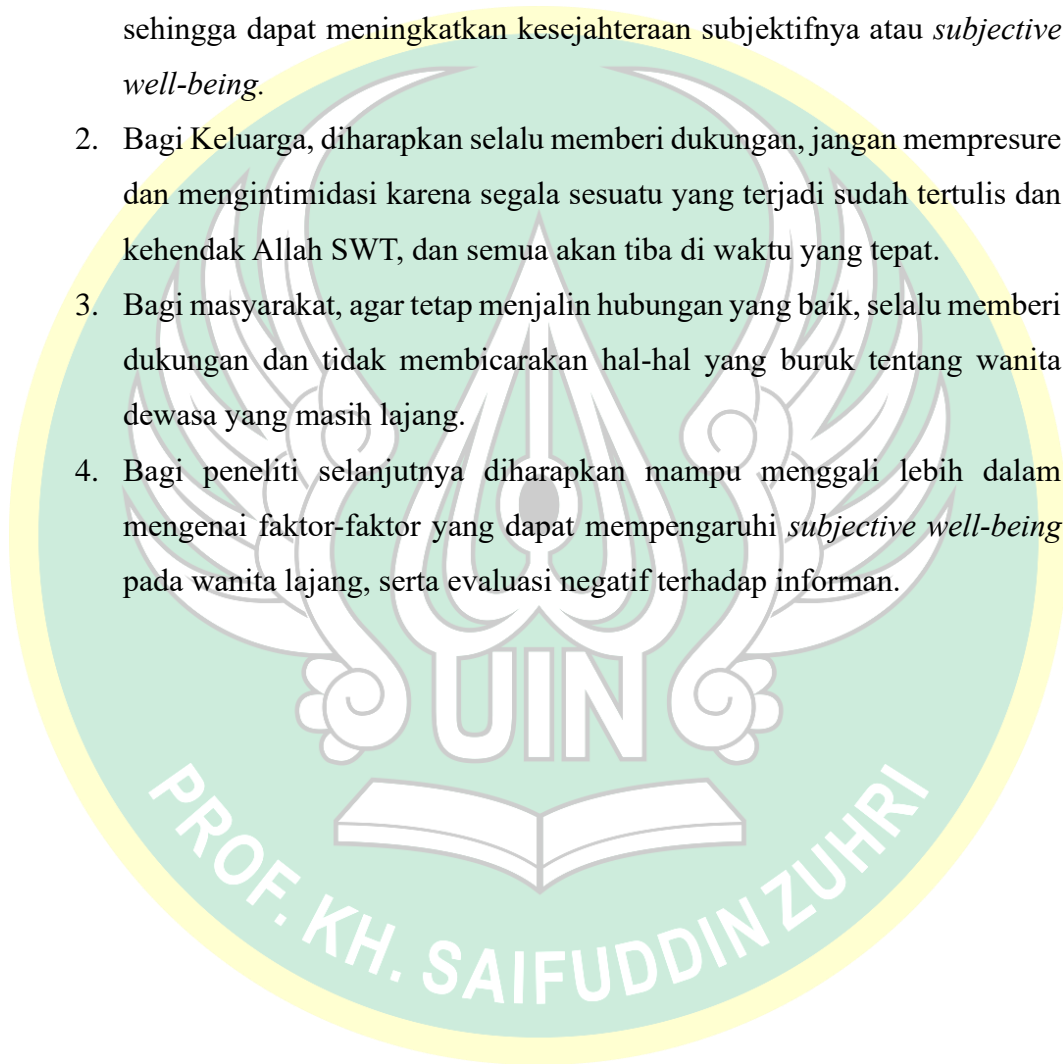 sehingga dapat meningkatkan kesejahteraan subjektifnya atau subjective
well-being.
2. Bagi Keluarga, diharapkan selalu memberi dukungan, jangan mempresure
dan mengintimidasi karena segala sesuatu yang terjadi sudah tertulis dan
kehendak Allah SWT, dan semua akan tiba di waktu yang tepat.
3. Bagi masyarakat, agar tetap menjalin hubungan yang baik, selalu memberi
dukungan dan tidak membicarakan hal-hal yang buruk tentang wanita
dewasa yang masih lajang.
4. Bagi peneliti selanjutnya diharapkan mampu menggali lebih dalam
mengenai faktor-faktor yang dapat mempengaruhi subjective well-being
pada wanita lajang, serta evaluasi negatif terhadap informan.
UIN
PROF. KH. SAIFUDDIN ZUHRI